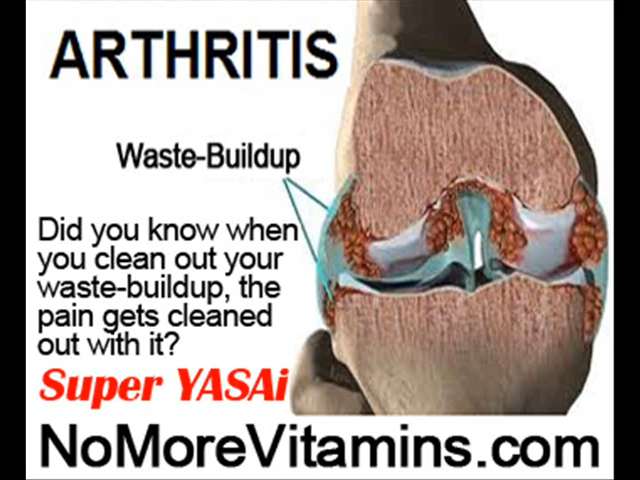 ARTHRITIS
Waste-Buildup
Did you know when
you clean out your
waste-buildup, the
pain gets cleaned
out with it?
Super YASAi
NoMoreVitamins.com